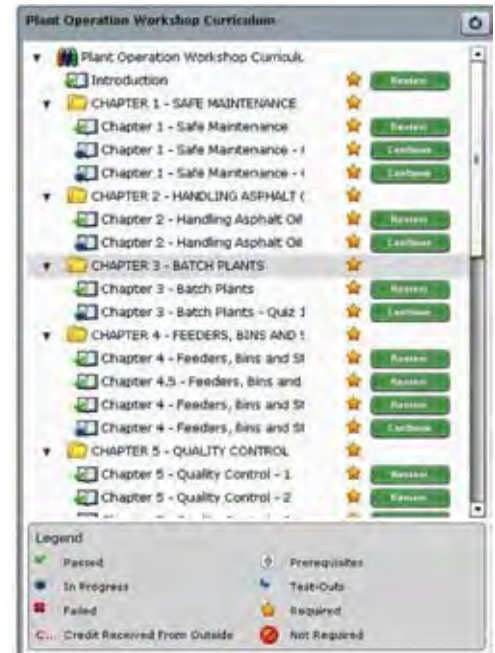 Plant Operation Workshop Curriculum
Plant Operation Workshop Curricul
Introduction Review
CHAPTER 1 - SAFE MAINTENANCE
Chapter 1 - Safe Maintenance Review
Chapter 1 - Safe Maintenance - Continue
Chapter 1 - Safe Maintenance - Continue
CHAPTER 2 - HANDLING ASPHALT
Chapter 2 - Handling Asphalt Oil Review
Chapter 2 - Handling Asphalt Oil Continue
CHAPTER 3 - BATCH PLANTS
Chapter 3 - Batch Plants Review
Chapter 3 - Batch Plants - Quiz 1 Continue
CHAPTER 4 - FEEDERS, BINS AND
Chapter 4 - Feeders, Bins and St Review
Chapter 4.5 - Feeders, Bins and Review
Chapter 4 - Feeders, Bins and St Review
Chapter 4 - Feeders, Bins and St Continue
CHAPTER 5 - QUALITY CONTROL
Chapter 5 - Quality Control - 1 Review
Chapter 5 - Quality Control - 2 Review
Legend
Passed Prerequisites
In Progress Test-Outs
Failed Required
C... Credit Received From Outside Not Required